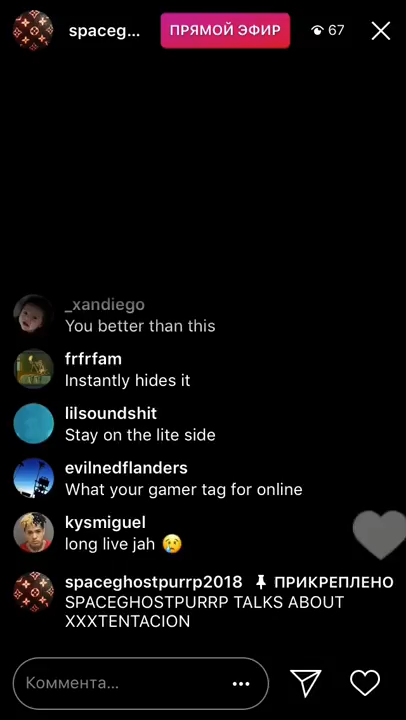 spaceg...
ПРЯМОЙ ЭФИР
67
_xandiego
You better than this
frfrfam
Instantly hides it
lilsoundshit
Stay on the lite side
evilnedflanders
What your gamer tag for online
kysmiguel
long live jah 😢
spaceghostpurrp2018 📌 ПРИКРЕПЛЕНО
SPACEGHOSTPURRP TALKS ABOUT
XXXTENTACION
Коммента...